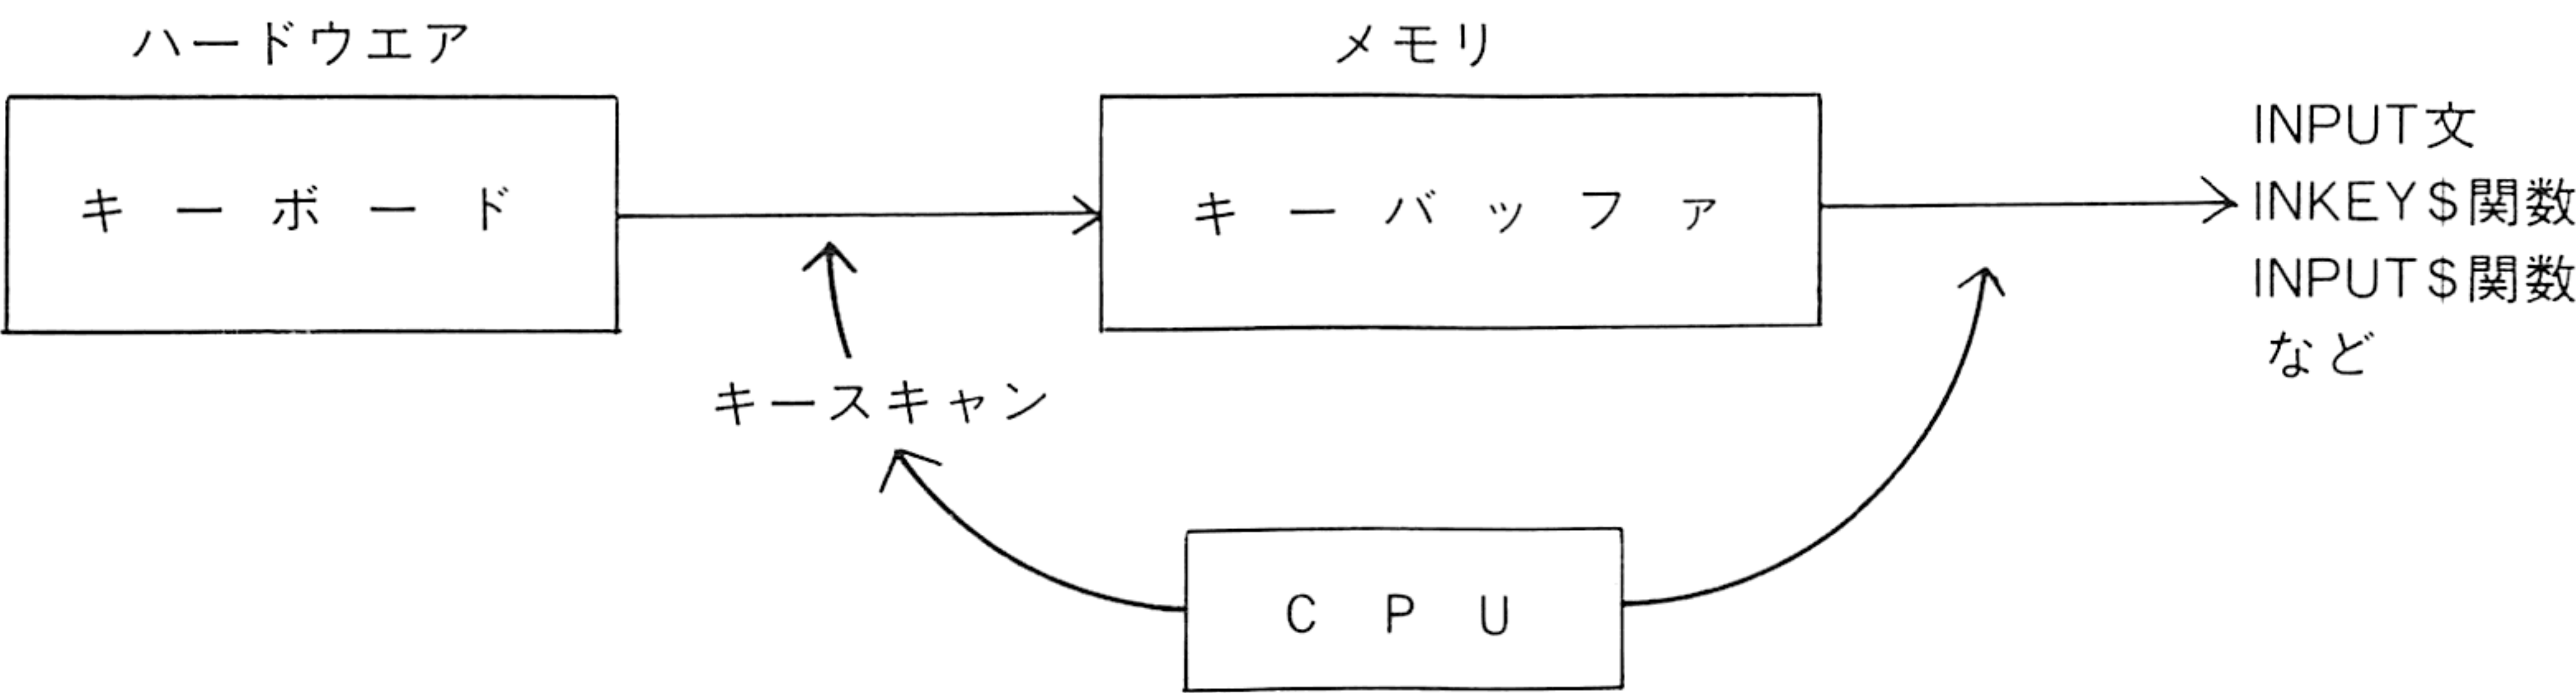 ハードウエア
メモリ
キーボード
キーバッファ
INPUT文
INKEY$関数
INPUT$関数
など
キースキャン
CPU